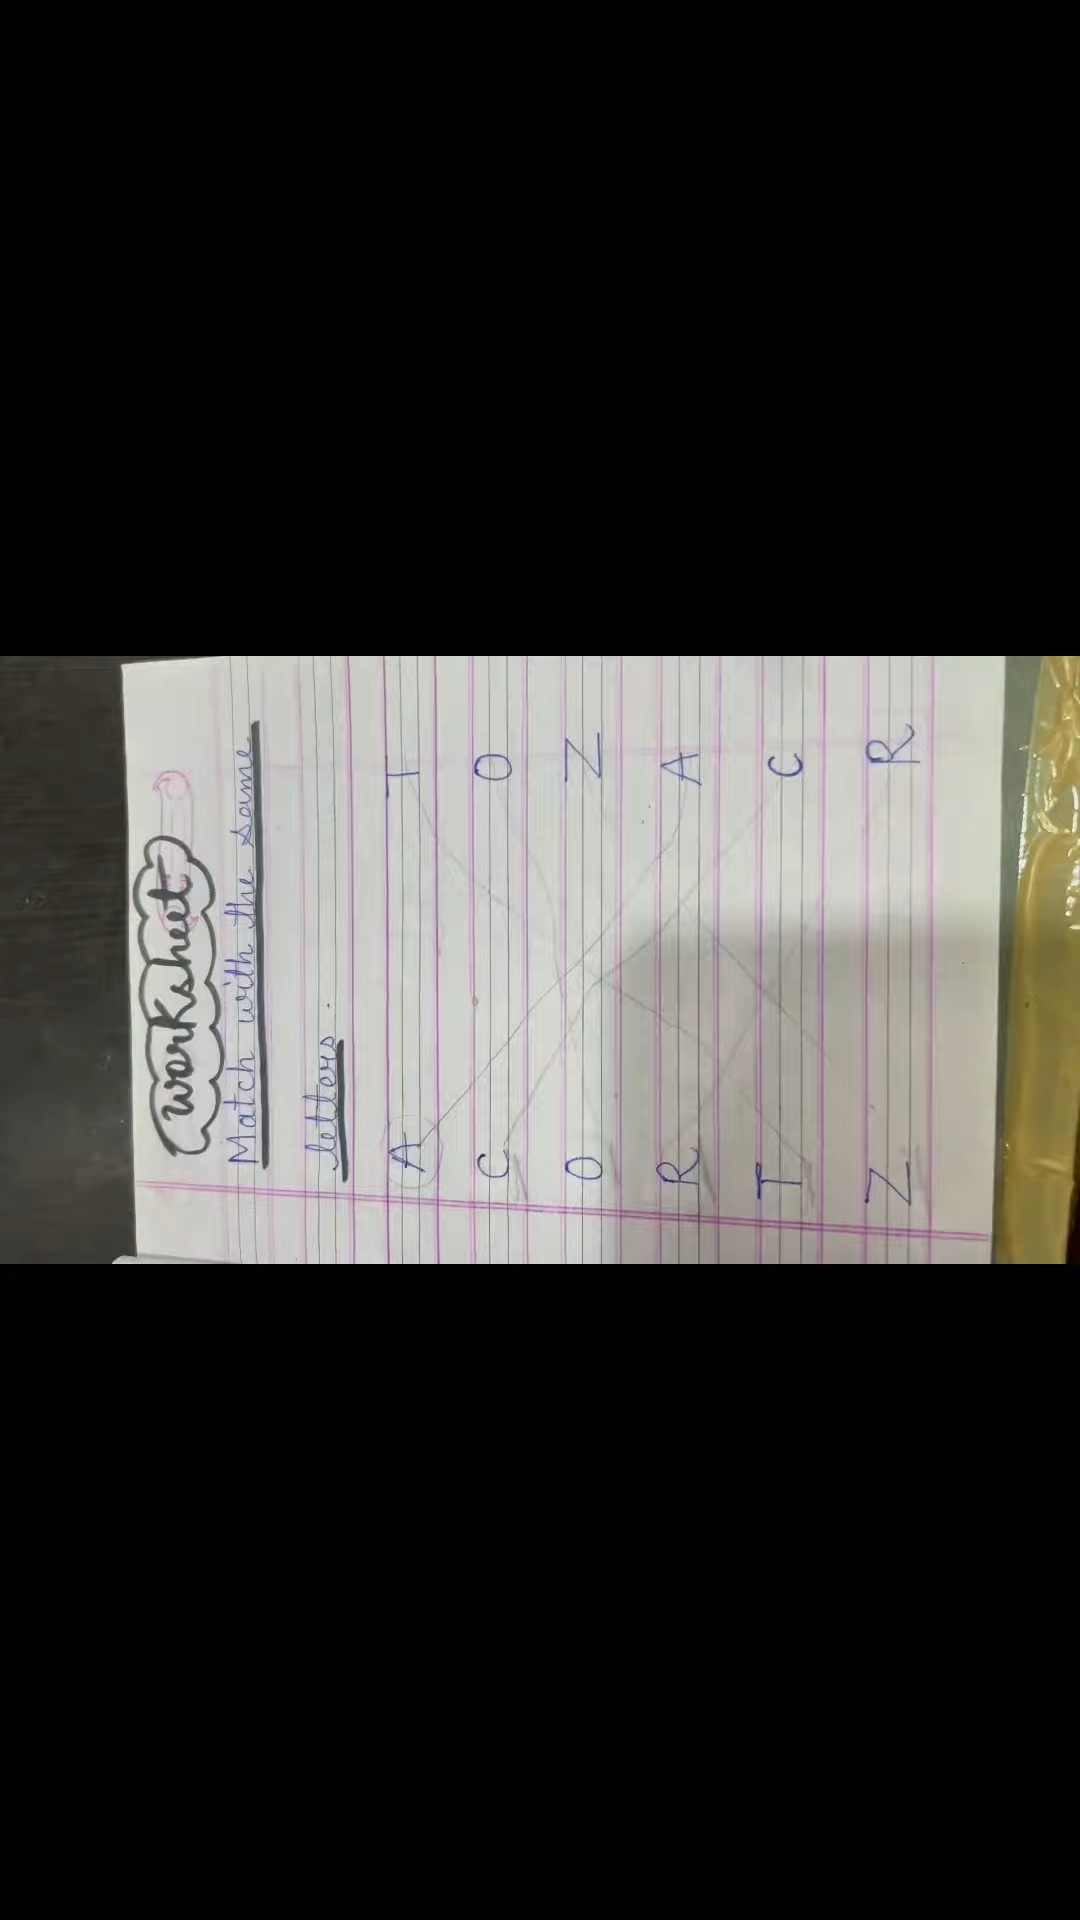 Worksheet
Match with the same
letters.
A T
C O
O Z
R A
T C
Z R